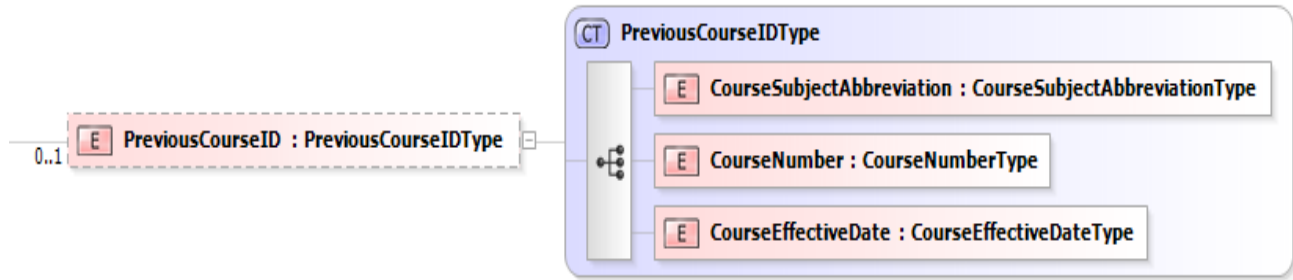 CT PreviousCourseIDType
E CourseSubjectAbbreviation : CourseSubjectAbbreviationType
0..1 E PreviousCourseID : PreviousCourseIDType
E CourseNumber : CourseNumberType
E CourseEffectiveDate : CourseEffectiveDateType